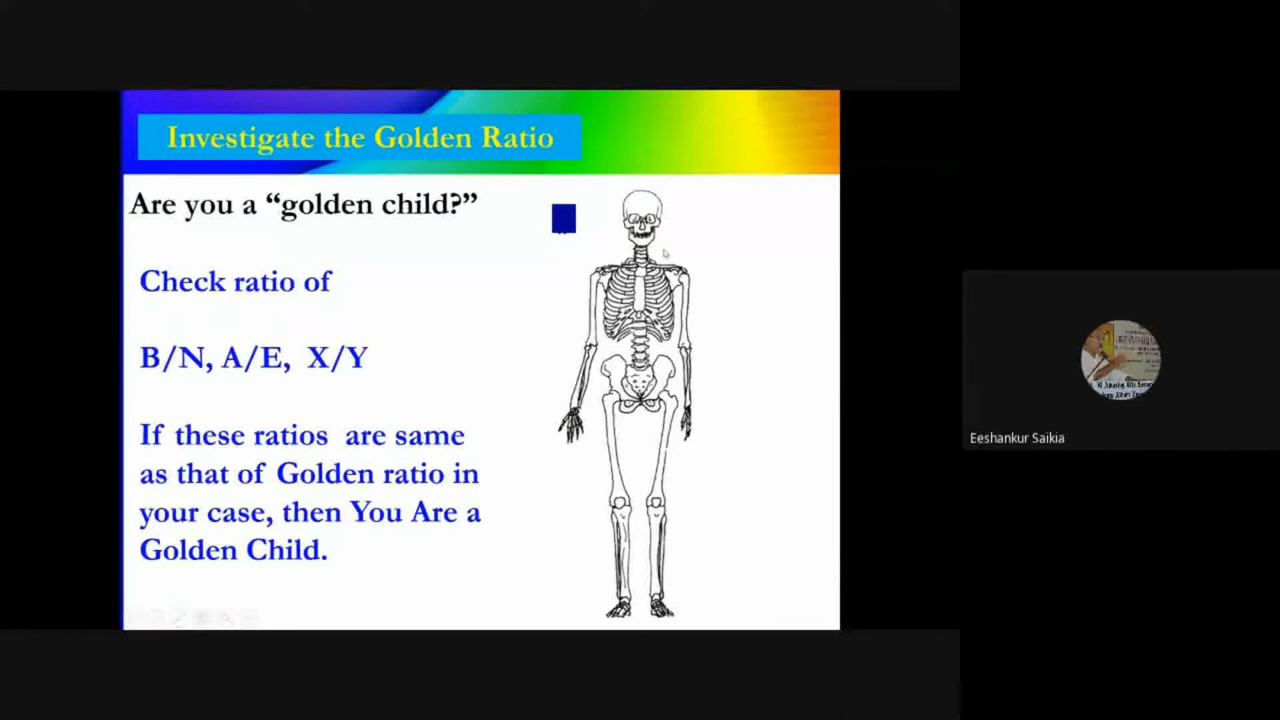 Investigate the Golden Ratio
Are you a “golden child?”
Check ratio of
B/N, A/E, X/Y
If these ratios are same
as that of Golden ratio in
your case, then You Are a
Golden Child.
Eeshankur Saikia